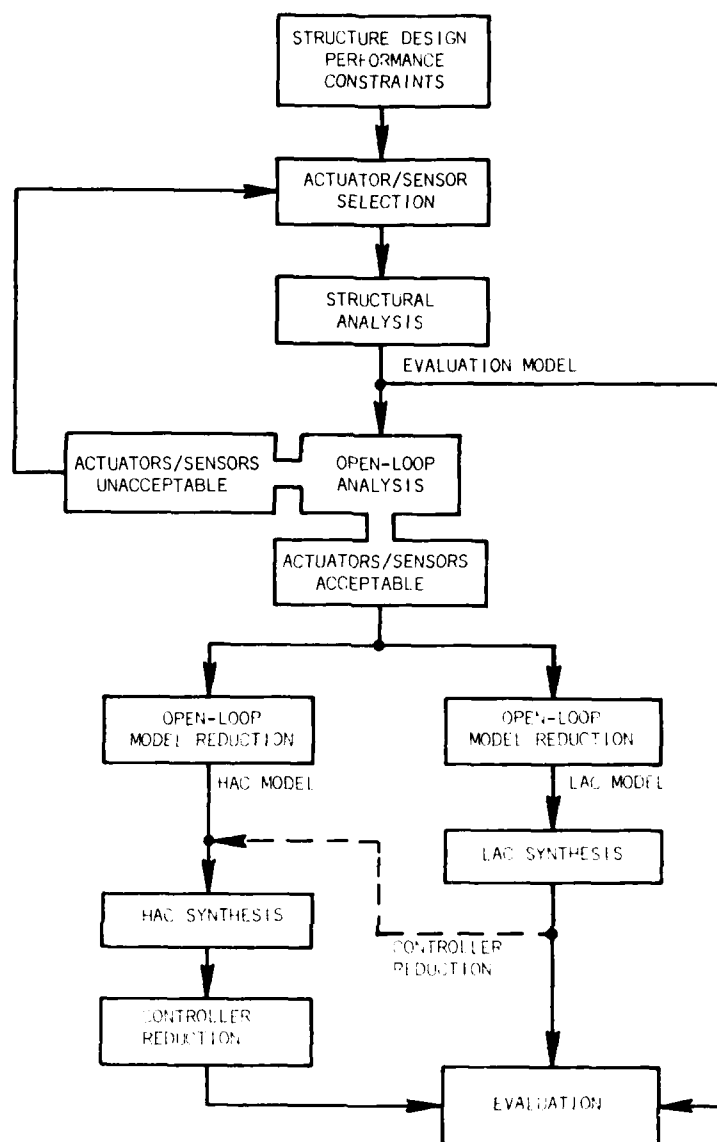 STRUCTURE DESIGN
PERFORMANCE
CONSTRAINTS
ACTUATOR/SENSOR
SELECTION
STRUCTURAL
ANALYSIS
EVALUATION MODEL
ACTUATORS/SENSORS
UNACCEPTABLE
OPEN-LOOP
ANALYSIS
ACTUATORS/SENSORS
ACCEPTABLE
OPEN-LOOP
MODEL REDUCTION
OPEN-LOOP
MODEL REDUCTION
HAC MODEL
LAC MODEL
LAC SYNTHESIS
HAC SYNTHESIS
CONTROLLER
REDUCTION
CONTROLLER
REDUCTION
EVALUATION